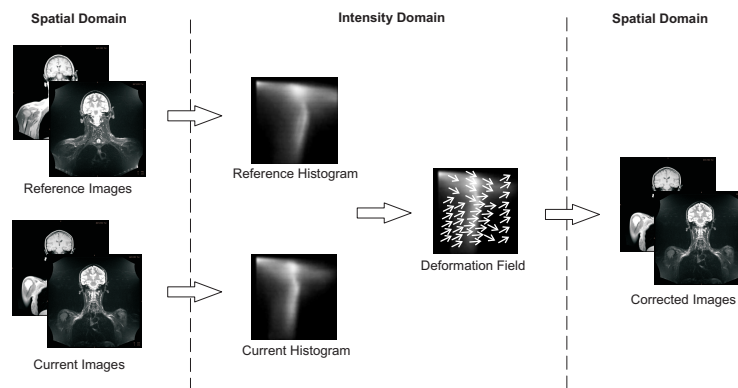 Spatial Domain
Intensity Domain
Spatial Domain
Reference Images
Reference Histogram
Deformation Field
Corrected Images
Current Images
Current Histogram